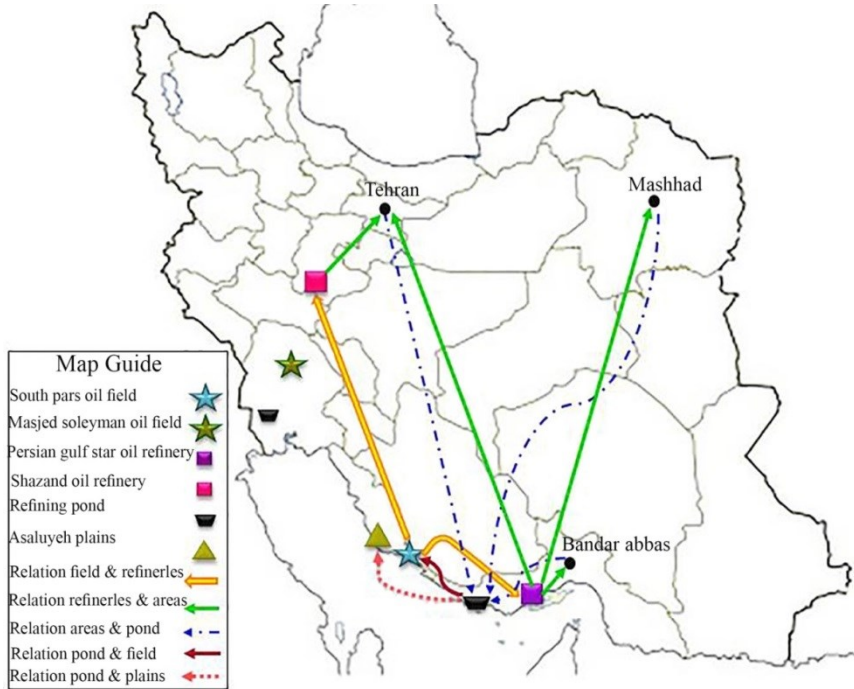 Tehran
Mashhad
Bandar abbas
Map Guide
South pars oil field
Masjed soleyman oil field
Persian gulf star oil refinery
Shazand oil refinery
Refining pond
Asaluyeh plains
Relation field & refinerles
Relation refinerles & areas
Relation areas & pond
Relation pond & field
Relation pond & plains